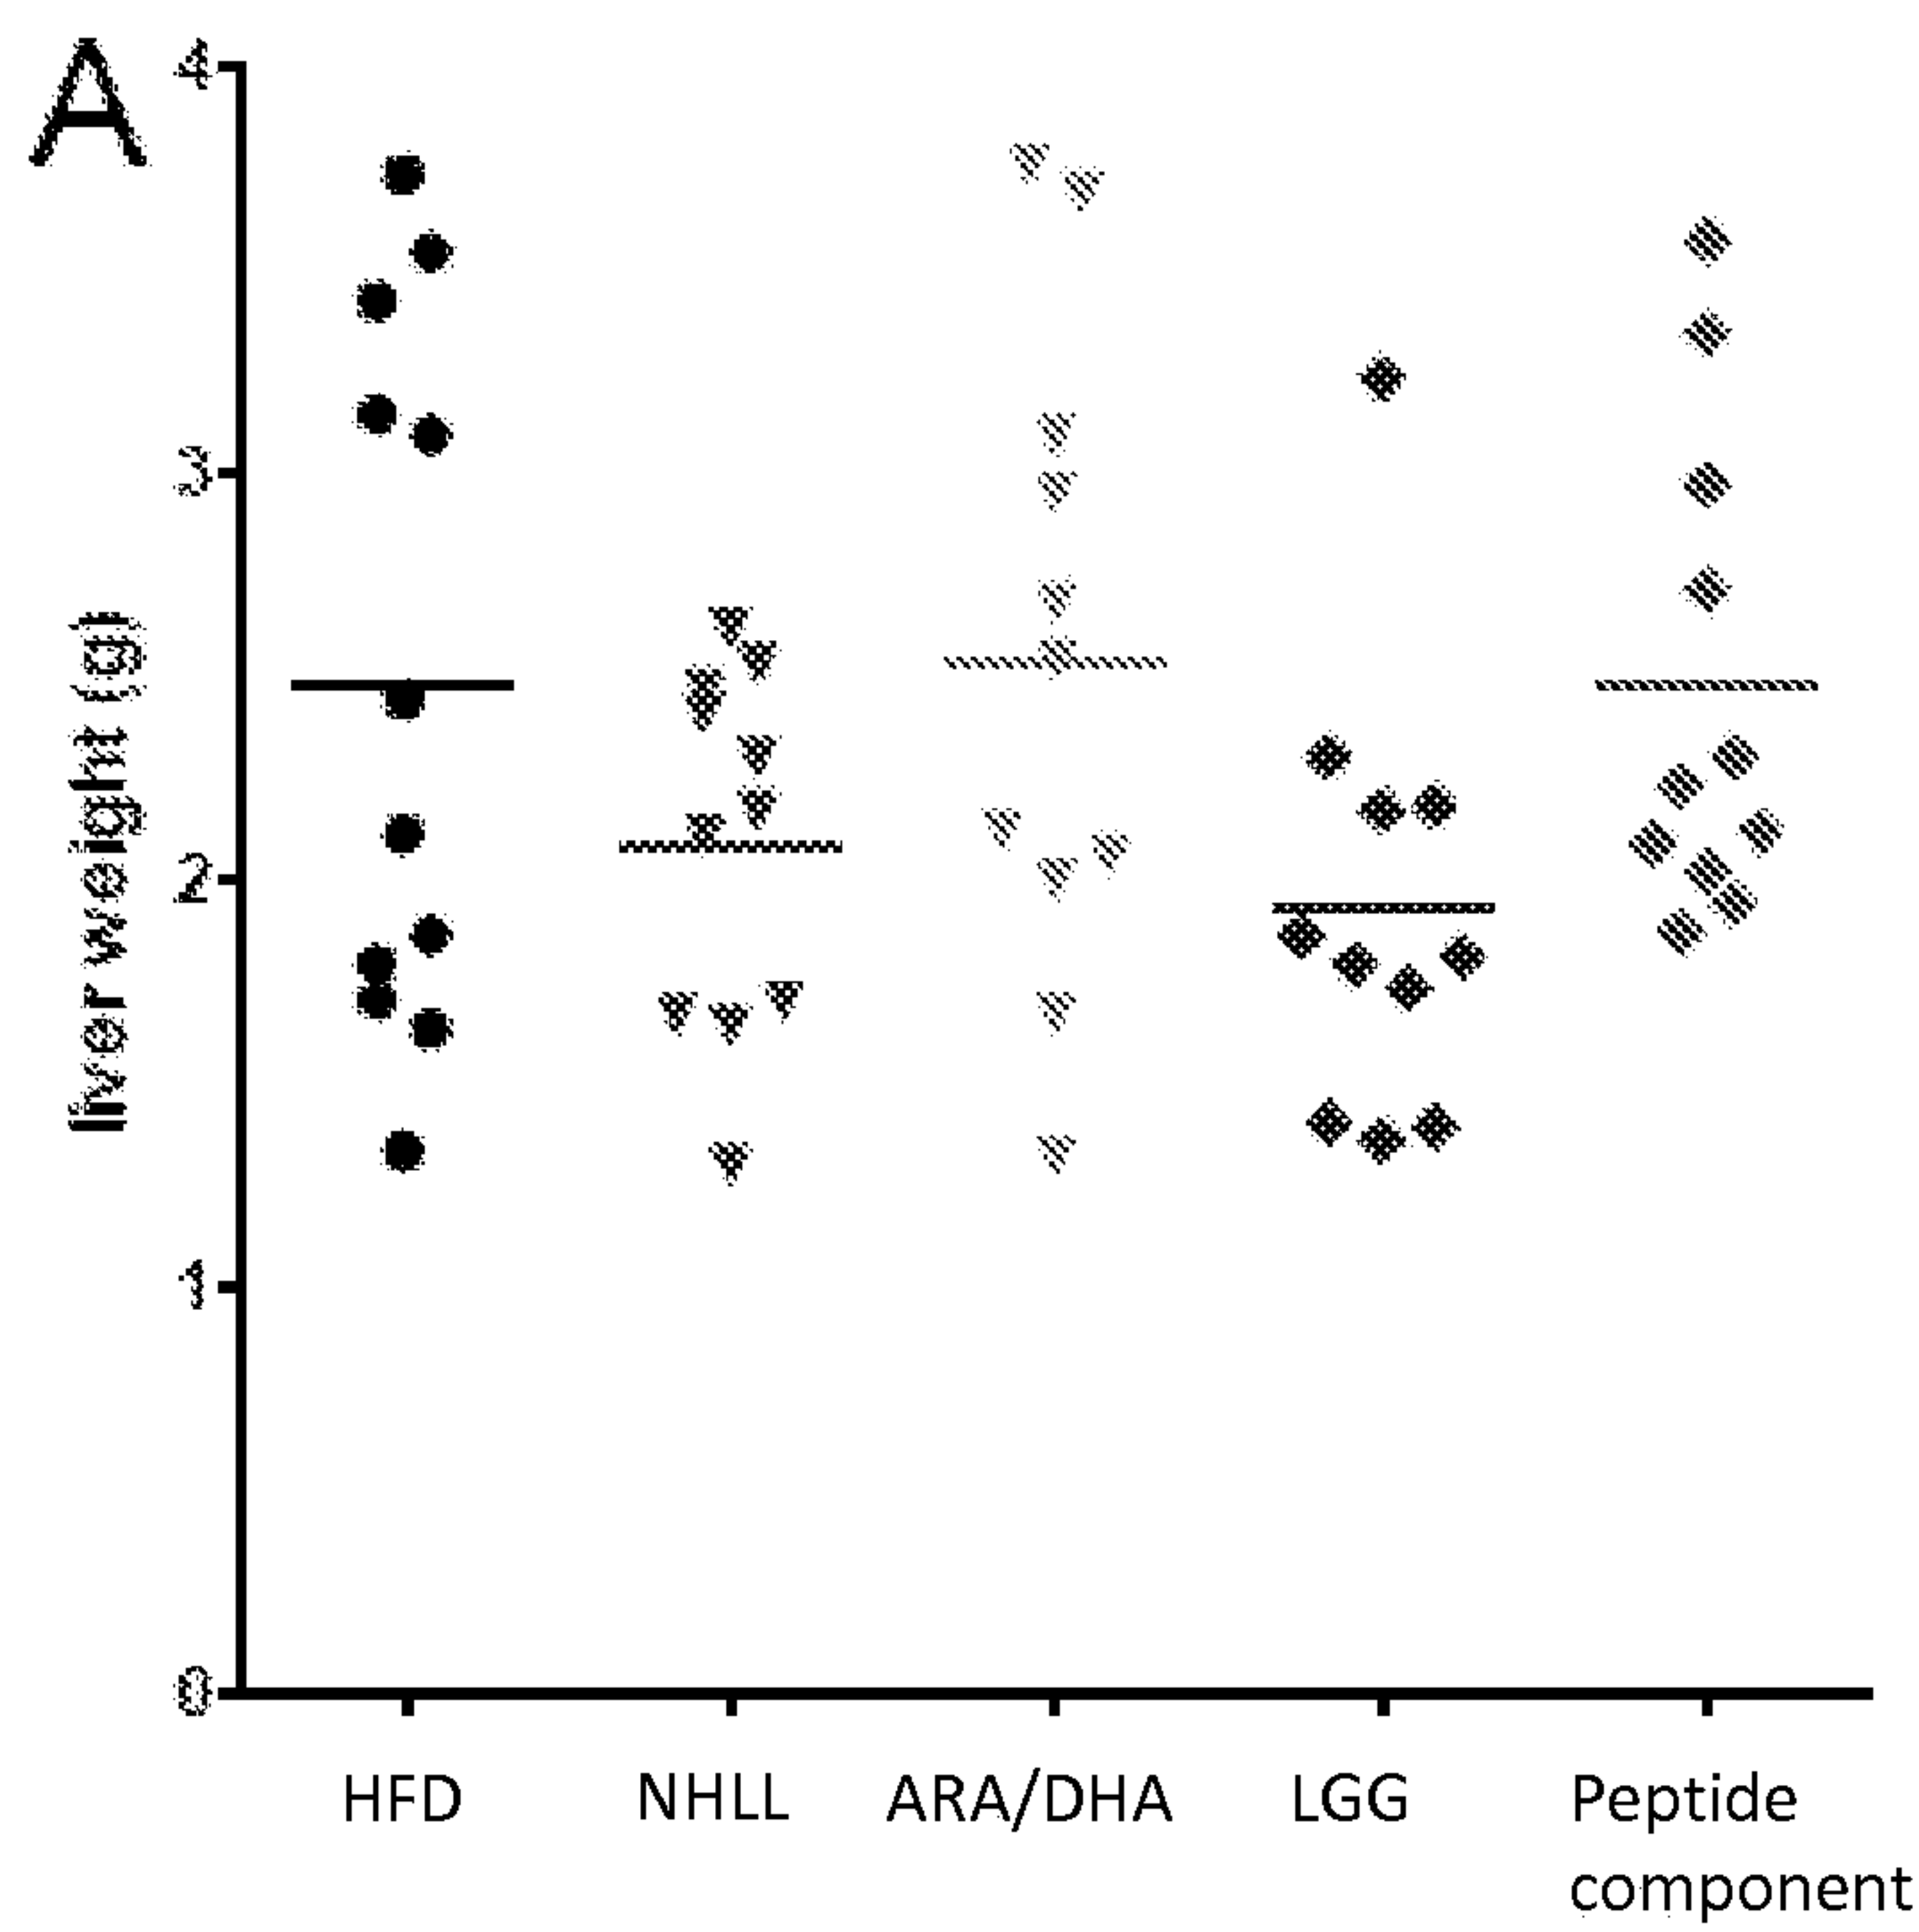 A
4
3
2
1
0
liver weight (g)
HFD NHLL ARA/DHA LGG Peptide
component